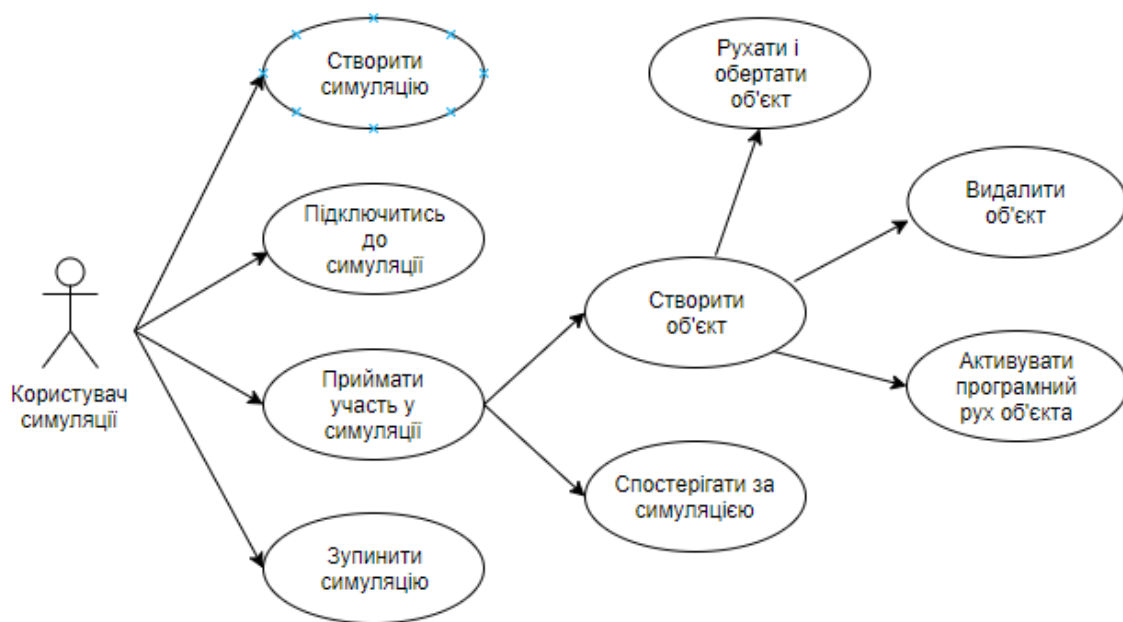 Створити
симуляцію
Рухати і
обертати
об'єкт
Підключитись
до
симуляції
Видалити
об'єкт
Створити
об'єкт
Користувач
симуляції
Приймати
участь у
симуляції
Активувати
програмний
рух об'єкта
Спостерігати за
симуляцією
Зупинити
симуляцію